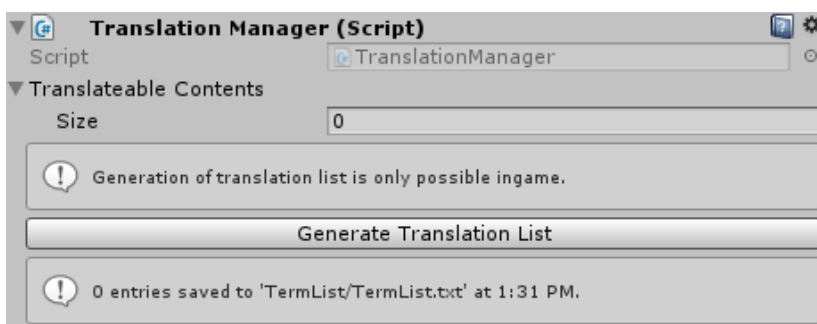 Translation Manager (Script)
Script TranslationManager
Translateable Contents
Size 0
Generation of translation list is only possible ingame.
Generate Translation List
0 entries saved to 'TermList/TermList.txt' at 1:31 PM.